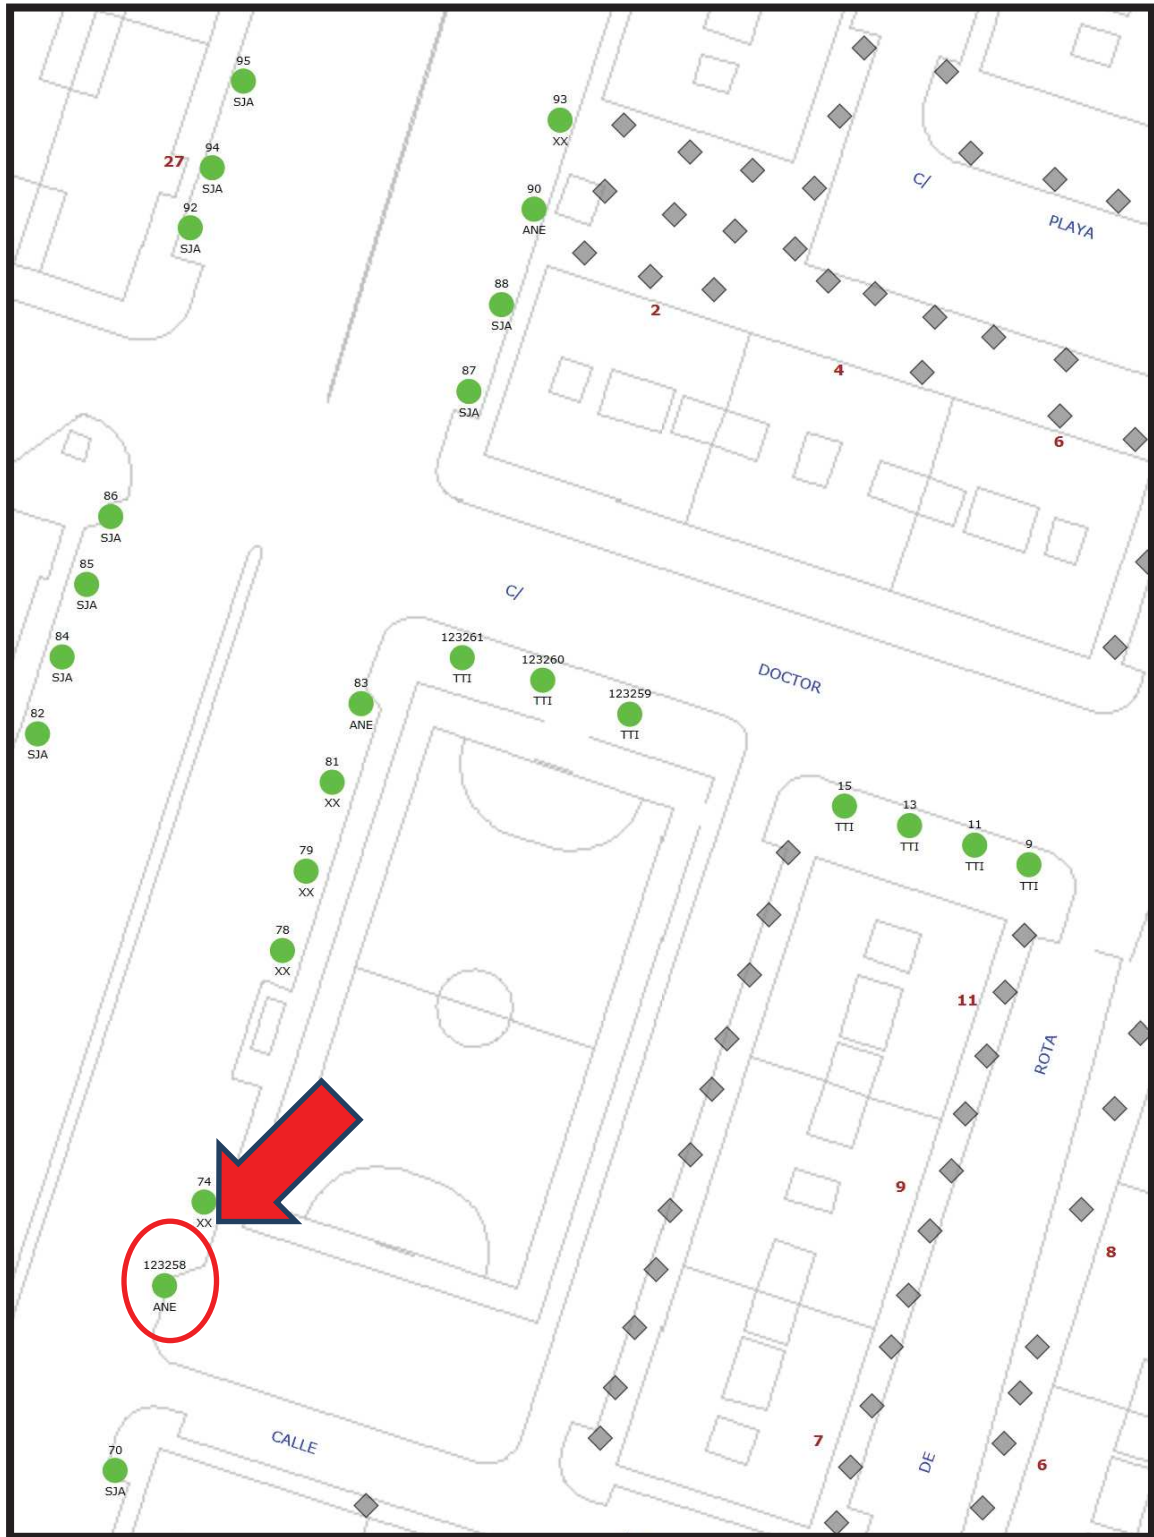 95
SJA
93
XX
94
27
SJA
C/
90
ANE
92
SJA
PLAYA
88
SJA
2
4
87
SJA
6
86
SJA
85
SJA
C/
84
SJA
123261
TTI
123260
TTI
DOCTOR
83
ANE
123259
TTI
82
SJA
81
XX
15
TTI
13
TTI
11
TTI
9
TTI
79
XX
78
XX
11
ROTA
74
XX
9
8
123258
ANE
CALLE
7
DE
6
70
SJA